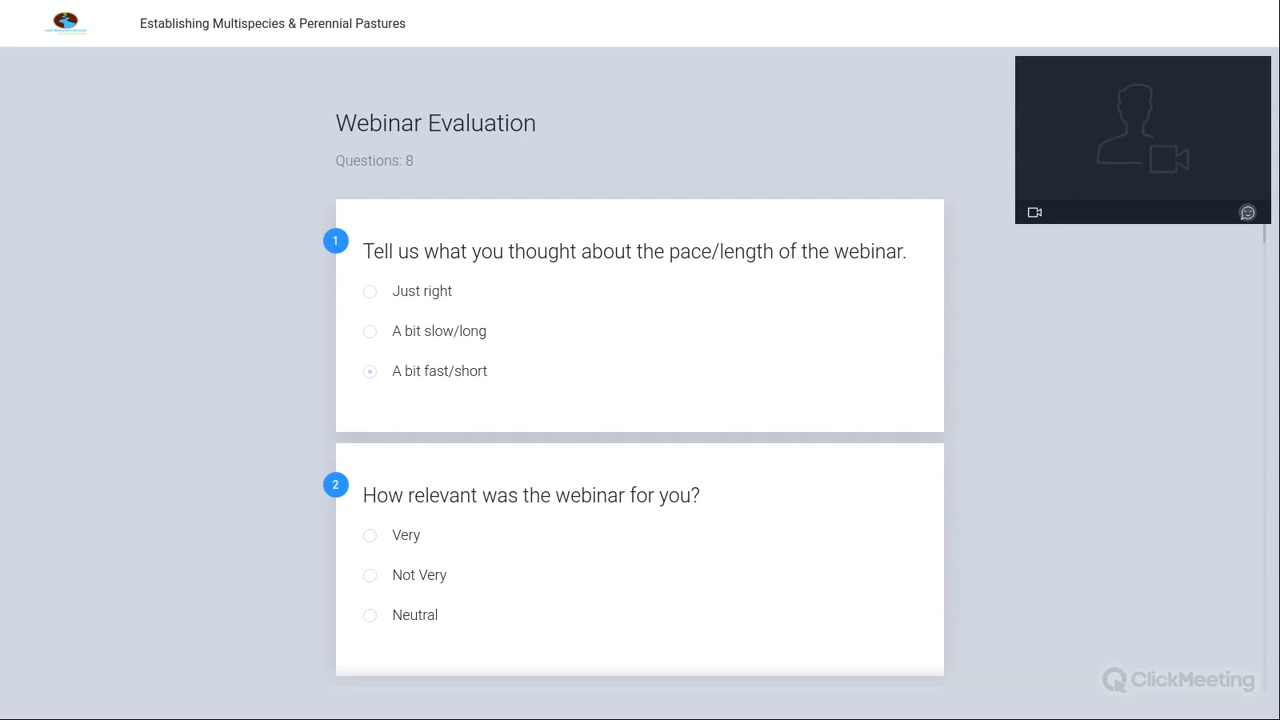 Establishing Multispecies & Perennial Pastures
Webinar Evaluation
Questions: 8
1
Tell us what you thought about the pace/length of the webinar.
Just right
A bit slow/long
A bit fast/short
2
How relevant was the webinar for you?
Very
Not Very
Neutral
ClickMeeting